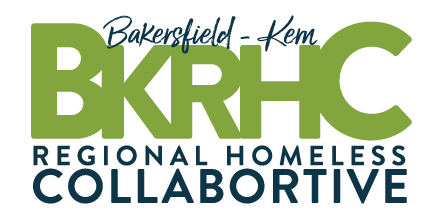 Bakersfield - Kern
BKRHC
REGIONAL HOMELESS
COLLABORTIVE